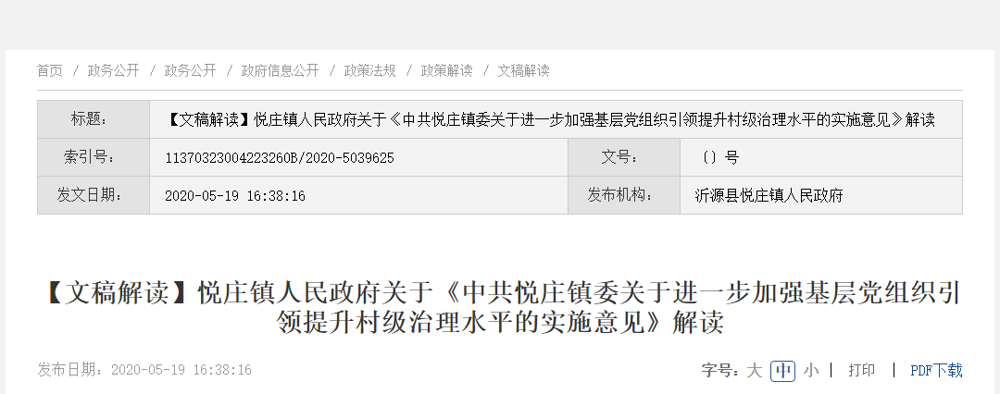 首页 / 政务公开 / 政务公开 / 政府信息公开 / 政策法规 / 政策解读 / 文稿解读
标题: 【文稿解读】悦庄镇人民政府关于《中共悦庄镇委关于进一步加强基层党组织引领提升村级治理水平的实施意见》解读
索引号: 11370323004223260B/2020-5039625 文号: 〔〕号
发文日期: 2020-05-19 16:38:16 发布机构: 沂源县悦庄镇人民政府
【文稿解读】悦庄镇人民政府关于《中共悦庄镇委关于进一步加强基层党组织引
领提升村级治理水平的实施意见》解读
发布日期: 2020-05-19 16:38:16 字号: 大 中 小 | 打印 | PDF下载